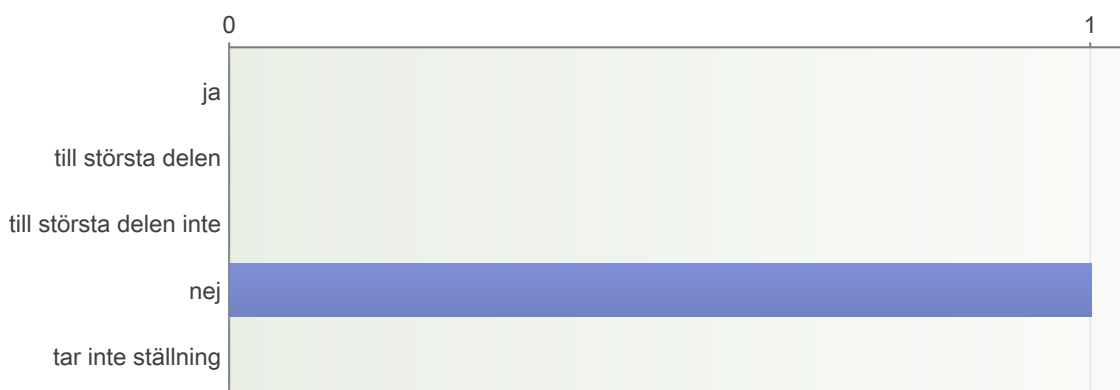 0 1
ja
till största delen
till största delen inte
nej
tar inte ställning